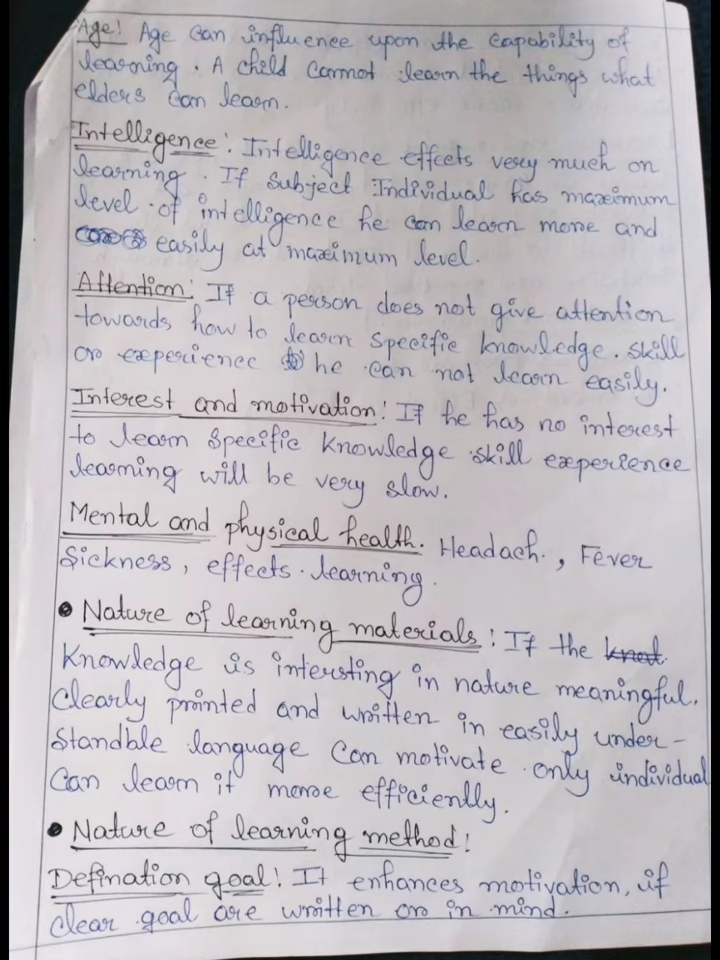 Age! Age can influence upon the capability of
learning. A child cannot learn the things what
elders can learn.
Intelligence! Intelligence effects very much on
learning. If subject Individual has maximum
level of intelligence he can learn more and
easily at maximum level.
Attention! If a person does not give attention
towards how to learn specific knowledge. skill
or experience he can not learn easily.
Interest and motivation! If he has no interest
to learn specific knowledge skill experience
learning will be very slow.
Mental and physical health. Headach., Fever
Sickness, effects learning.
• Nature of learning materials! If the
Knowledge is intersting in nature meaningful.
Clearly printed and written in easily under-
standble language can motivate only individual
can learn it more efficiently.
• Nature of learning method!
Defination goal! It enhances motivation, if
clear goal are written or in mind.